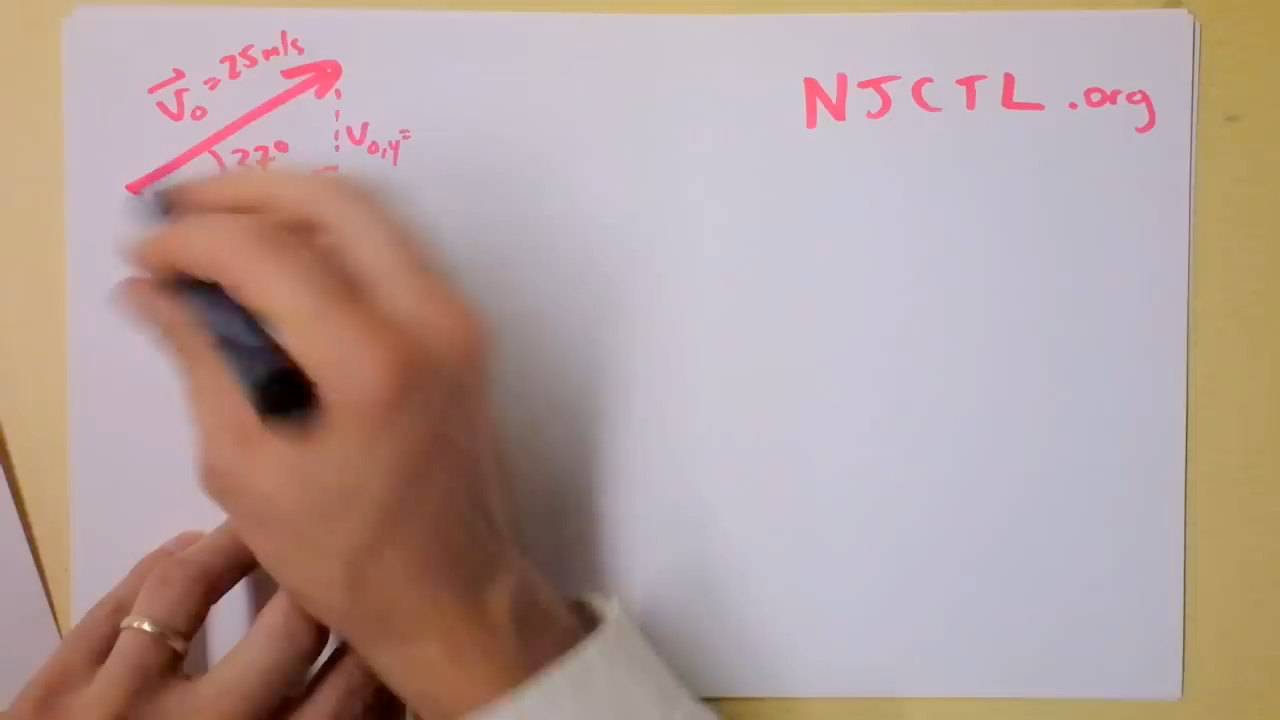 V₀ = 25 m/s
NJCTL.org
V₀,y =